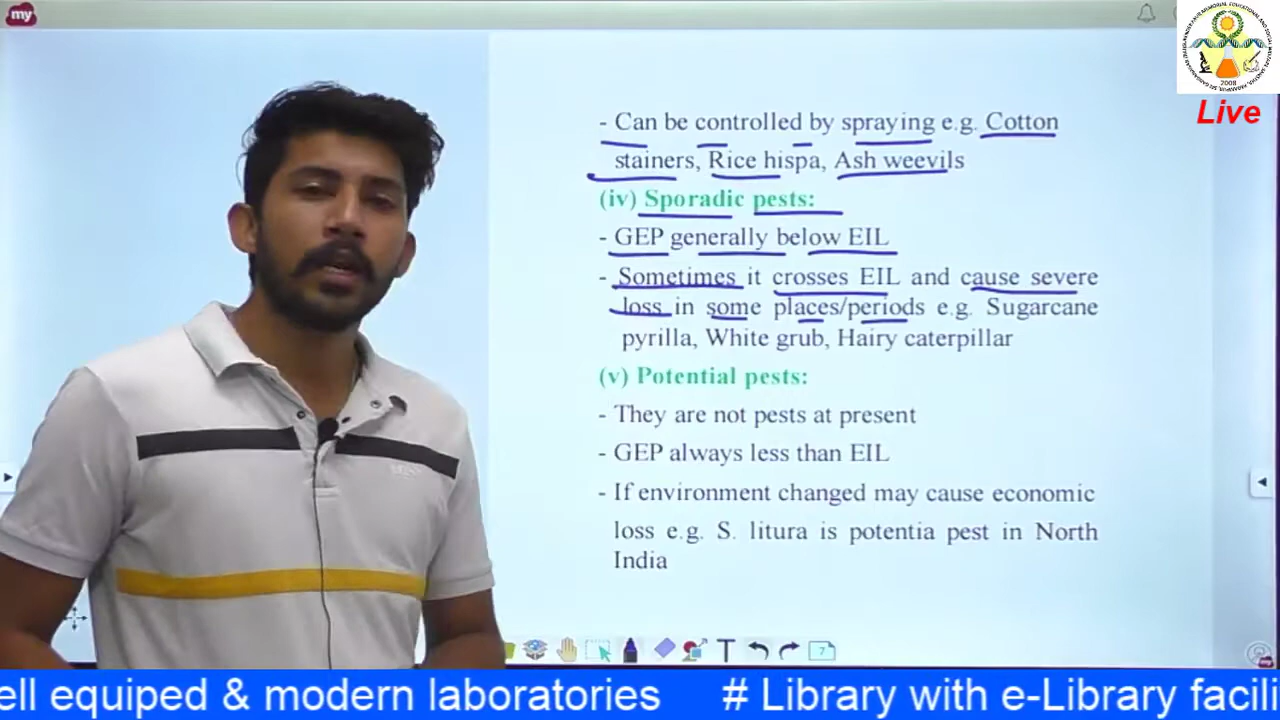 my
- Can be controlled by spraying e.g. Cotton
stainers, Rice hispa, Ash weevils
(iv) Sporadic pests:
- GEP generally below EIL
- Sometimes it crosses EIL and cause severe
loss in some places/periods e.g. Sugarcane
pyrilla, White grub, Hairy caterpillar
(v) Potential pests:
- They are not pests at present
- GEP always less than EIL
- If environment changed may cause economic
loss e.g. S. litura is potentia pest in North
India
2008
Live
T
7
my
ell equiped & modern laboratories # Library with e-Library facili